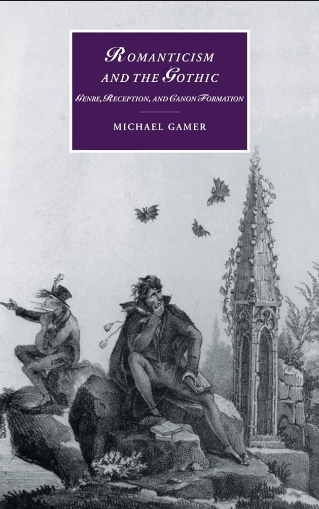 ROMANTICISM
AND THE GOTHIC
GENRE, RECEPTION, AND CANON FORMATION
MICHAEL GAMER